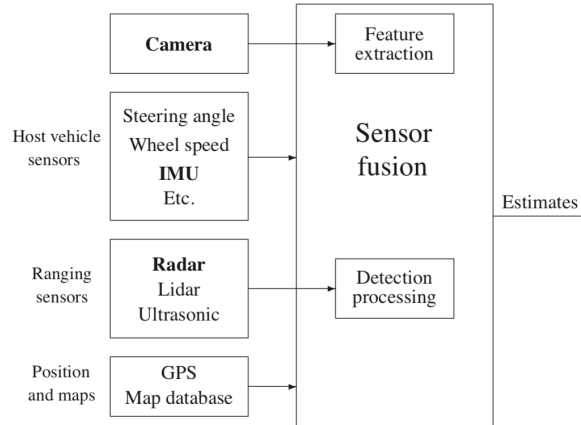 Camera
Feature
extraction
Host vehicle
sensors
Steering angle
Wheel speed
IMU
Etc.
Sensor
fusion
Estimates
Ranging
sensors
Radar
Lidar
Ultrasonic
Detection
processing
Position
and maps
GPS
Map database